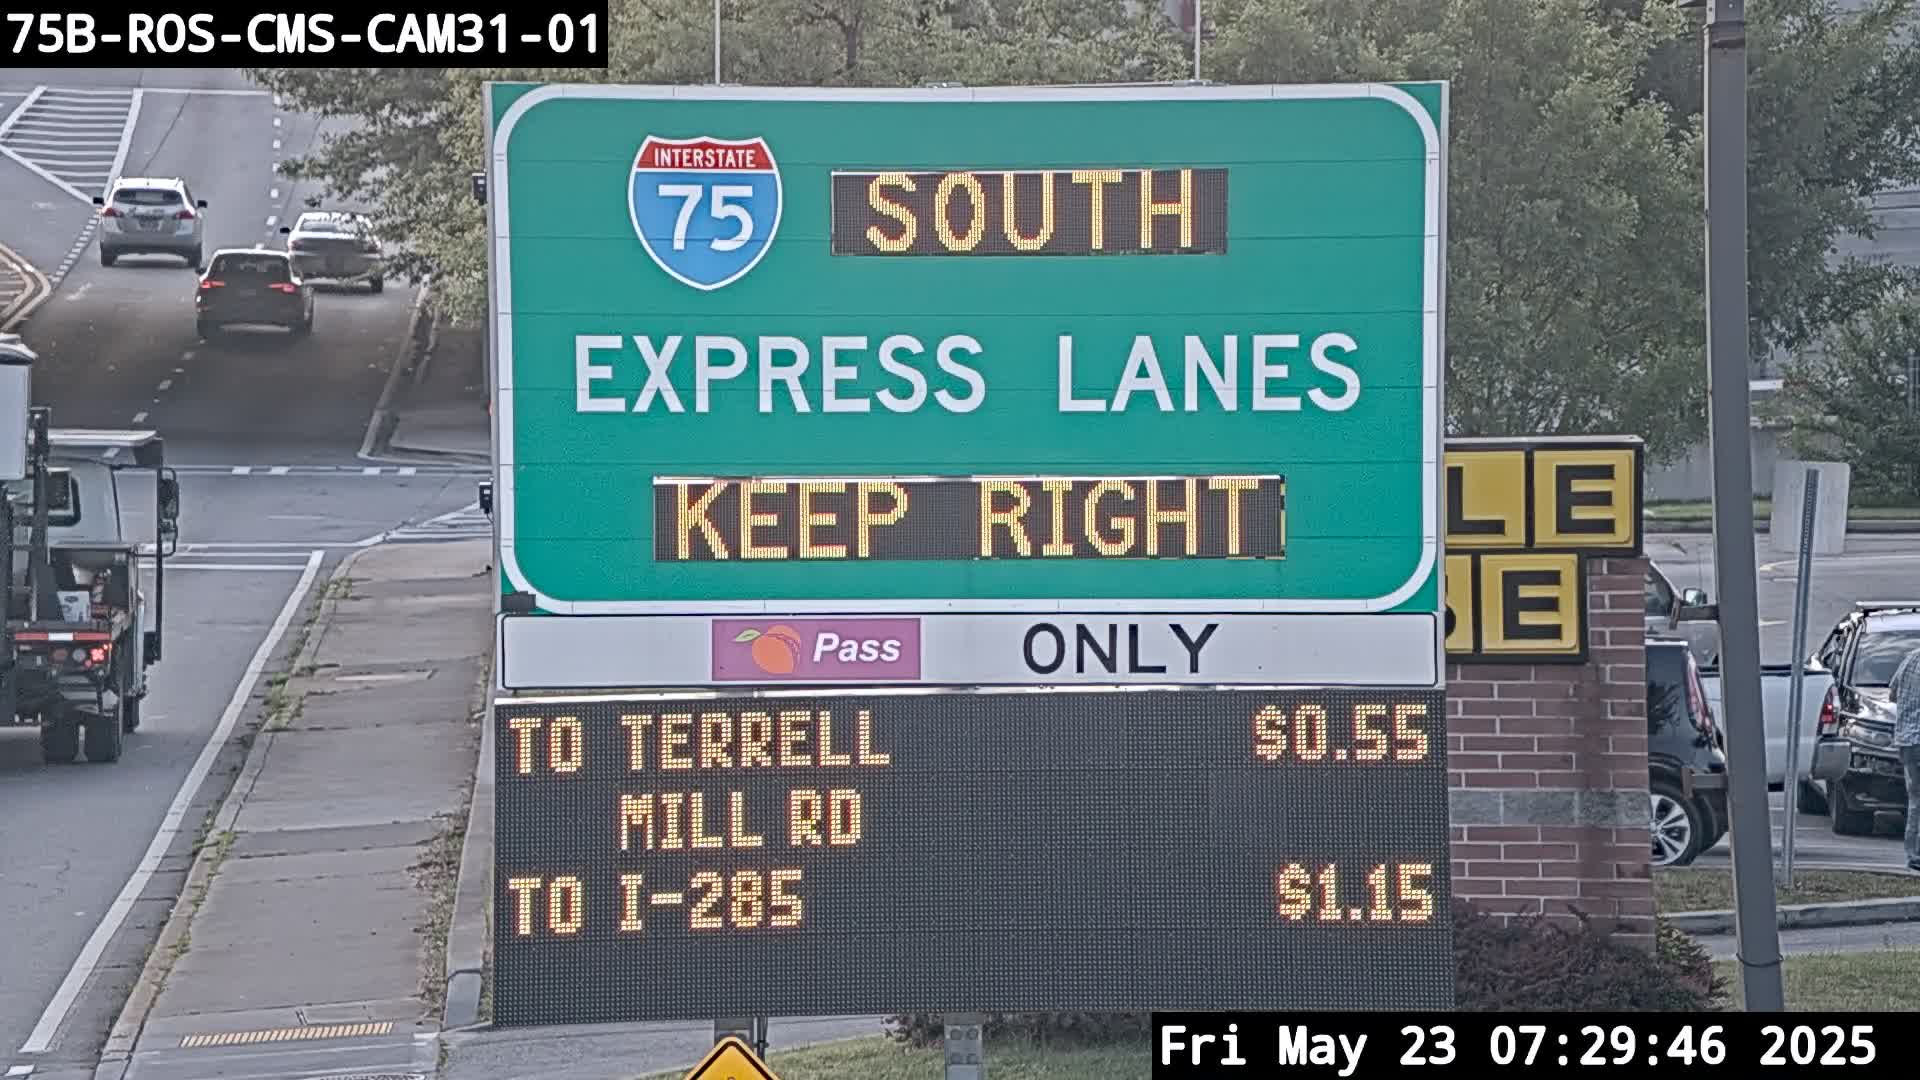 75B-ROS-CMS-CAM31-01
INTERSTATE
75
SOUTH
EXPRESS LANES
KEEP RIGHT
Pass ONLY
TO TERRELL $0.55
MILL RD
TO I-285 $1.15
LE
E
Fri May 23 07:29:46 2025